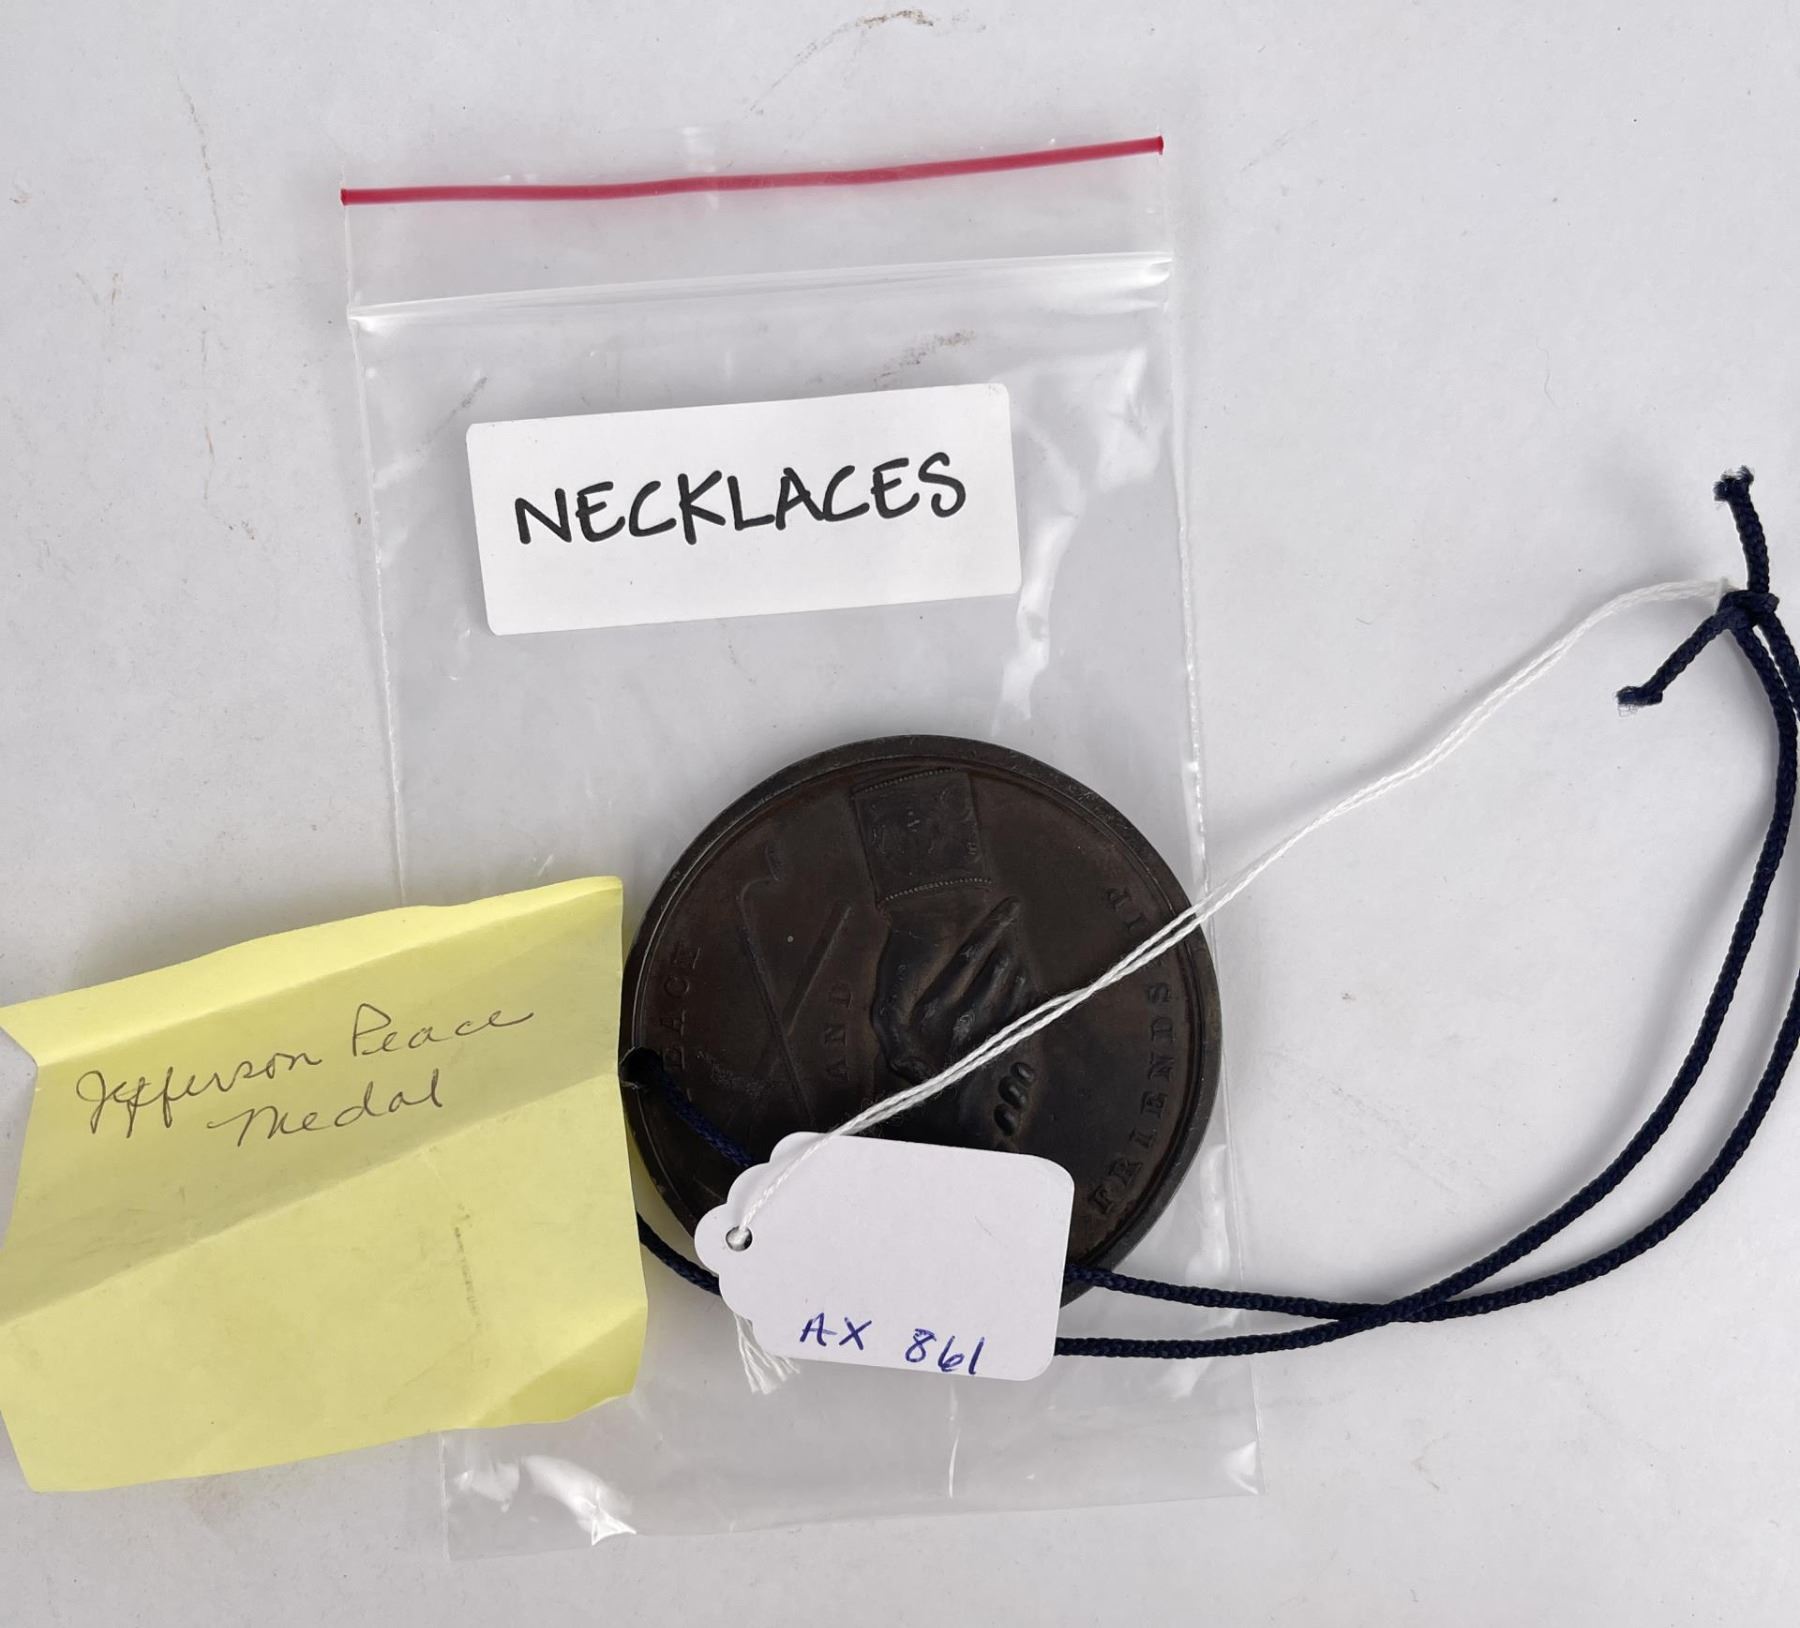 NECKLACES
PEACE
AND
FRIENDSHIP
Jefferson Peace
Medal
AX 861